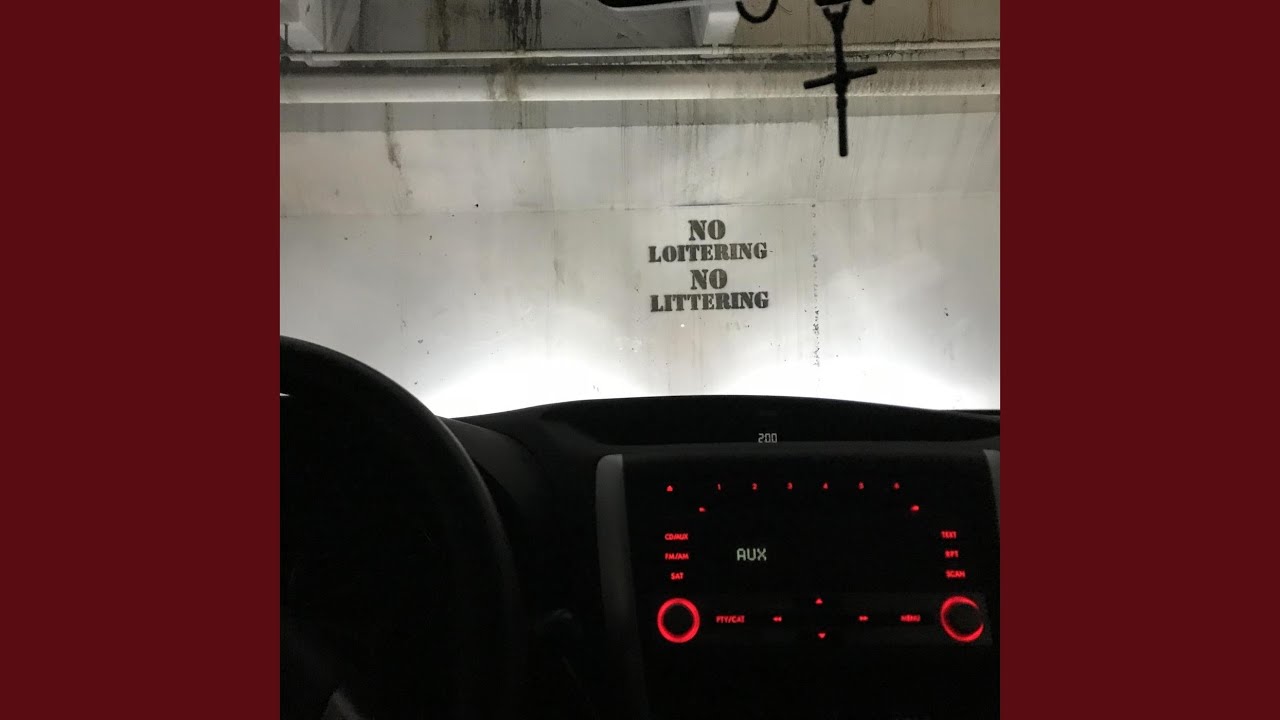 NO
LOITERING
NO
LITTERING
200
1 2 3 4 5 6
CD/AUX
TEXT
FM/AM
AUX
RPT
SAT
SCAN
PTY/CAT
MENU